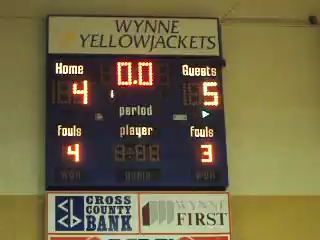 WYNNE
YELLOWJACKETS
Home 0.0 Guests
4 5
period
fouls player fouls
4 3
CROSS
COUNTY
BANK
WYNNE
FIRST